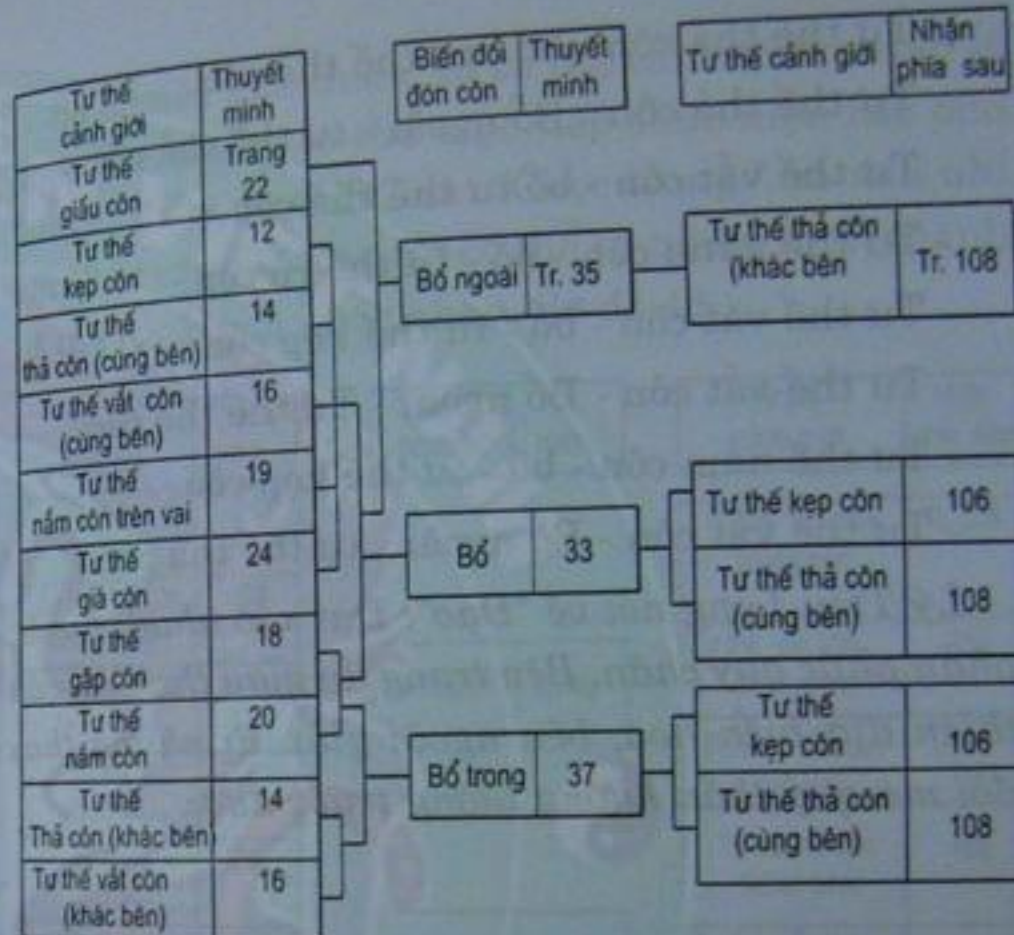 Tư thế
cảnh giới
Thuyết
minh
Tư thế
giấu côn
Trang
22
Tư thế
kẹp côn
12
Tư thế
thả côn (cùng bên)
14
Tư thế vắt côn
(cùng bên)
16
Tư thế
nắm côn trên vai
19
Tư thế
giả côn
24
Tư thế
gấp côn
18
Tư thế
nắm côn
20
Tư thế
Thả côn (khác bên)
14
Tư thế vắt côn
(khác bên)
16
Biến đổi
đón côn
Thuyết
minh
Bổ ngoài
Tr. 35
Bổ
33
Bổ trong
37
Tư thế cảnh giới
Nhận
phía sau
Tư thế thả côn
(khác bên
Tr. 108
Tư thế kẹp côn
106
Tư thế thả côn
(cùng bên)
108
Tư thế
kẹp côn
106
Tư thế thả côn
(cùng bên)
108